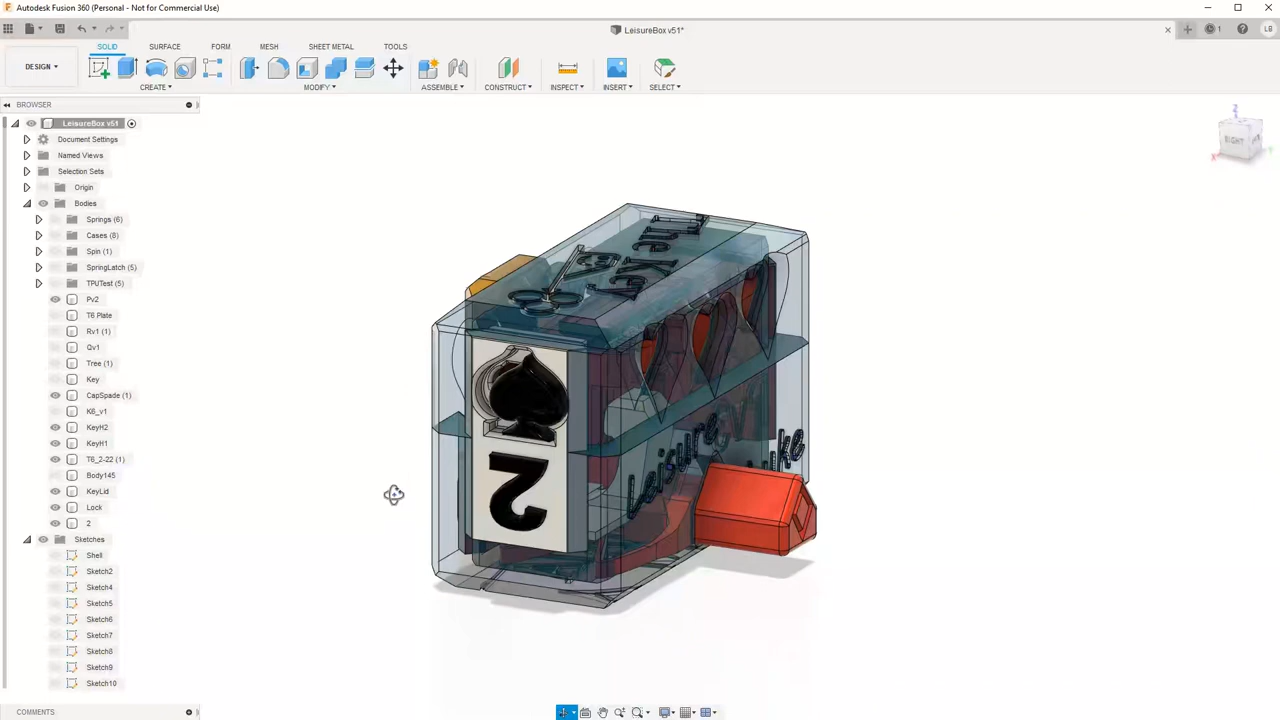 Autodesk Fusion 360 (Personal - Not for Commercial Use)
LeisureBox v51*
1
LB
DESIGN
SOLID
SURFACE
FORM
MESH
SHEET METAL
TOOLS
CREATE
MODIFY
ASSEMBLE
CONSTRUCT
INSPECT
INSERT
SELECT
BROWSER
LeisureBox v51
Document Settings
Named Views
Selection Sets
Origin
Bodies
Springs (6)
Cases (8)
Spin (1)
SpringLatch (5)
TPUTest (5)
Pv2
T6 Plate
Rv1 (1)
Qv1
Tree (1)
Key
CapSpade (1)
K6_v1
KeyH2
KeyH1
T6_2-22 (1)
Body145
KeyLid
Lock
2
Sketches
Shell
Sketch2
Sketch4
Sketch5
Sketch6
Sketch7
Sketch8
Sketch9
Sketch10
Z
RIGHT
X
Y
2
Leisure
COMMENTS